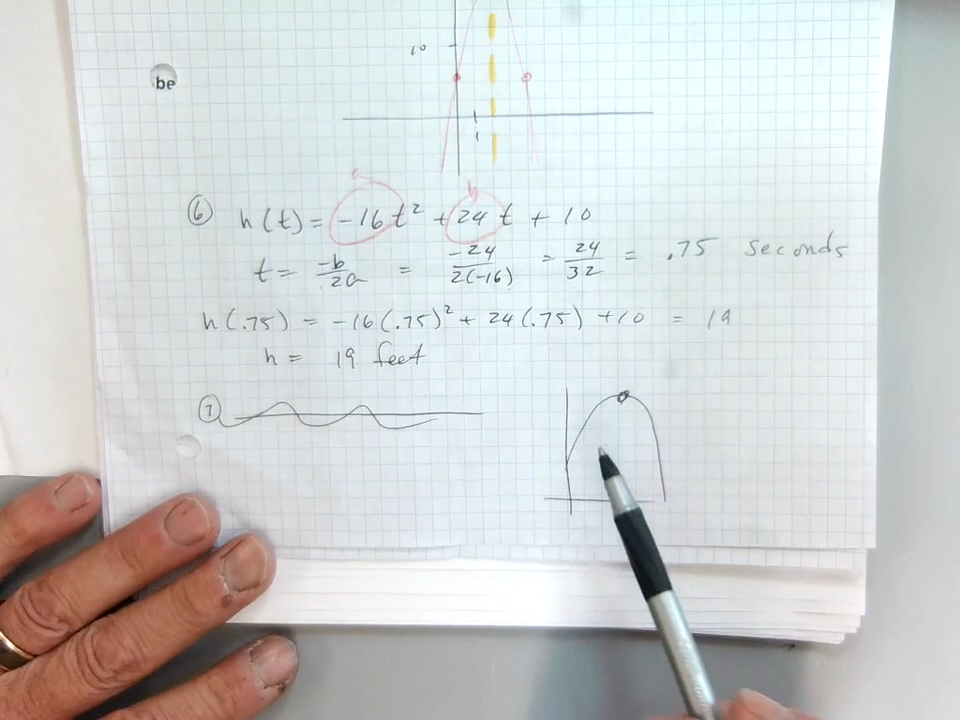 10
be
1
a b
⑥ h(t) = -16t² + 24t + 10
t = -b/2a = -24/2(-16) = 24/32 = .75 seconds
h(.75) = -16(.75)² + 24(.75) + 10 = 19
h = 19 feet
⑦